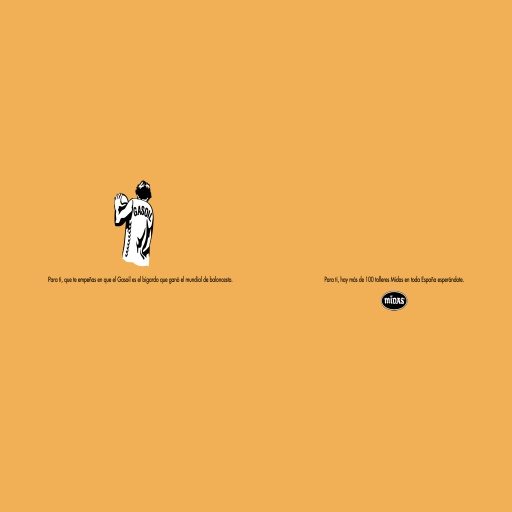 GASOIL
Para ti, que te empeñas en que el Gasoil es el bigardo que ganó el mundial de baloncesto.
Para ti, hay más de 100 talleres Midas en toda España esperándote.
MIDAS